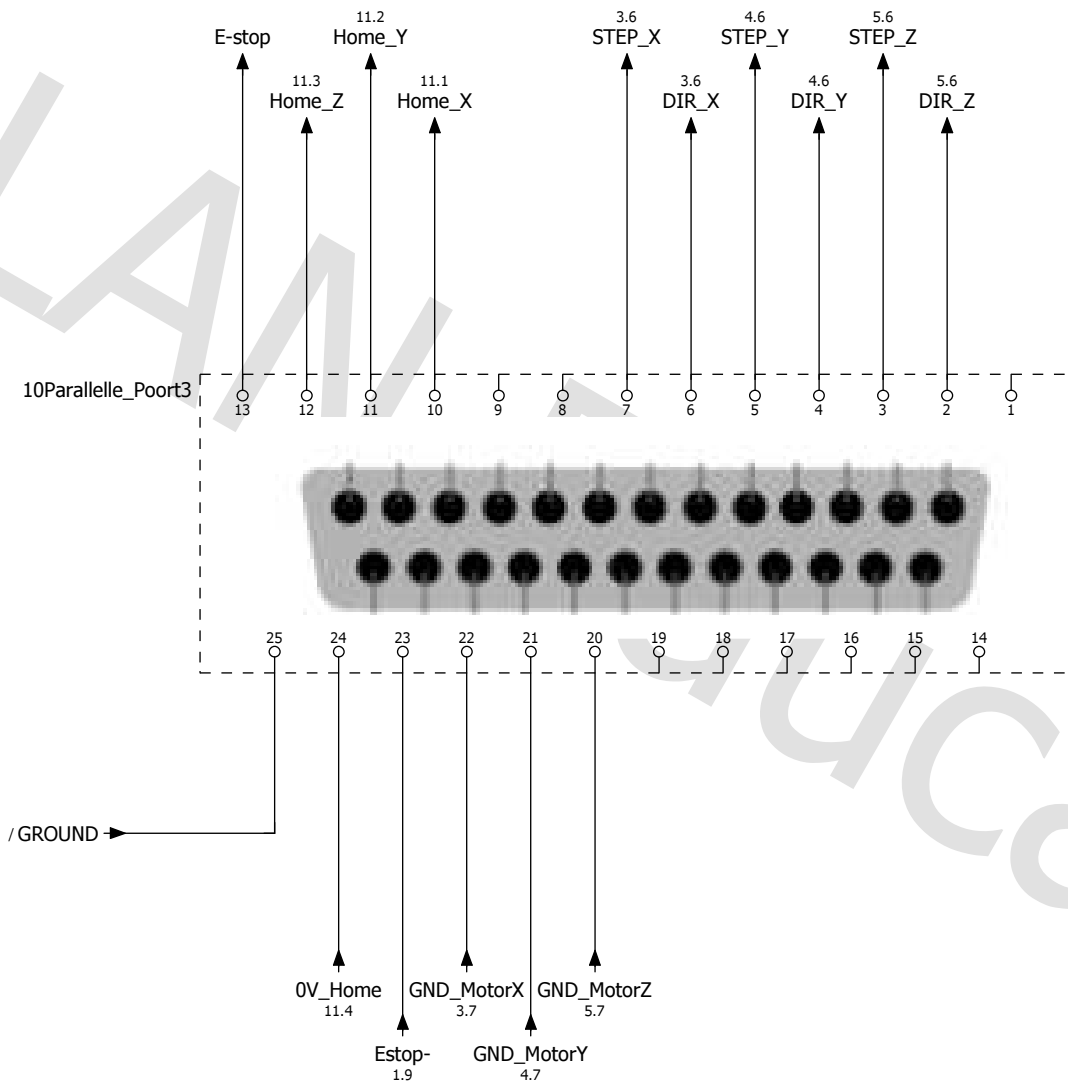 11.2
3.6
4.6
5.6
E-stop
Home_Y
STEP_X
STEP_Y
STEP_Z
11.3
11.1
3.6
4.6
5.6
Home_Z
Home_X
DIR_X
DIR_Y
DIR_Z
10Parallelle_Poort3
13 12 11 10 9 8 7 6 5 4 3 2 1
25 24 23 22 21 20 19 18 17 16 15 14
/ GROUND
0V_Home
GND_MotorX
GND_MotorZ
11.4
3.7
5.7
Estop-
GND_MotorY
1.9
4.7